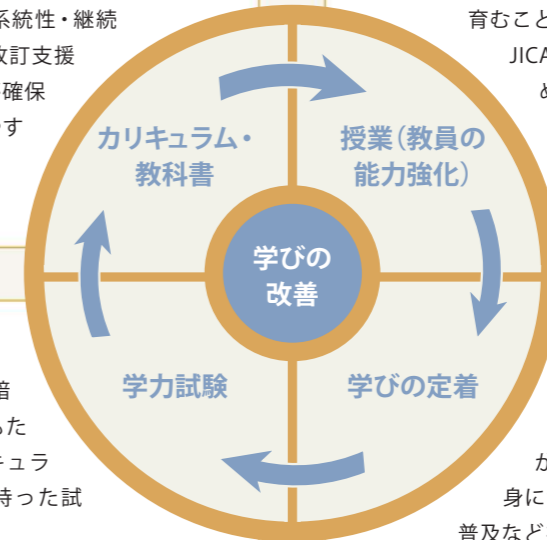 系統性・継続
改訂支援
確保
す
育むこと
JICA
め
カリキュラム・
教科書
授業（教員の
能力強化）
学びの
改善
学力試験
学びの定着
た
キュラ
持った試
か
身に
普及など